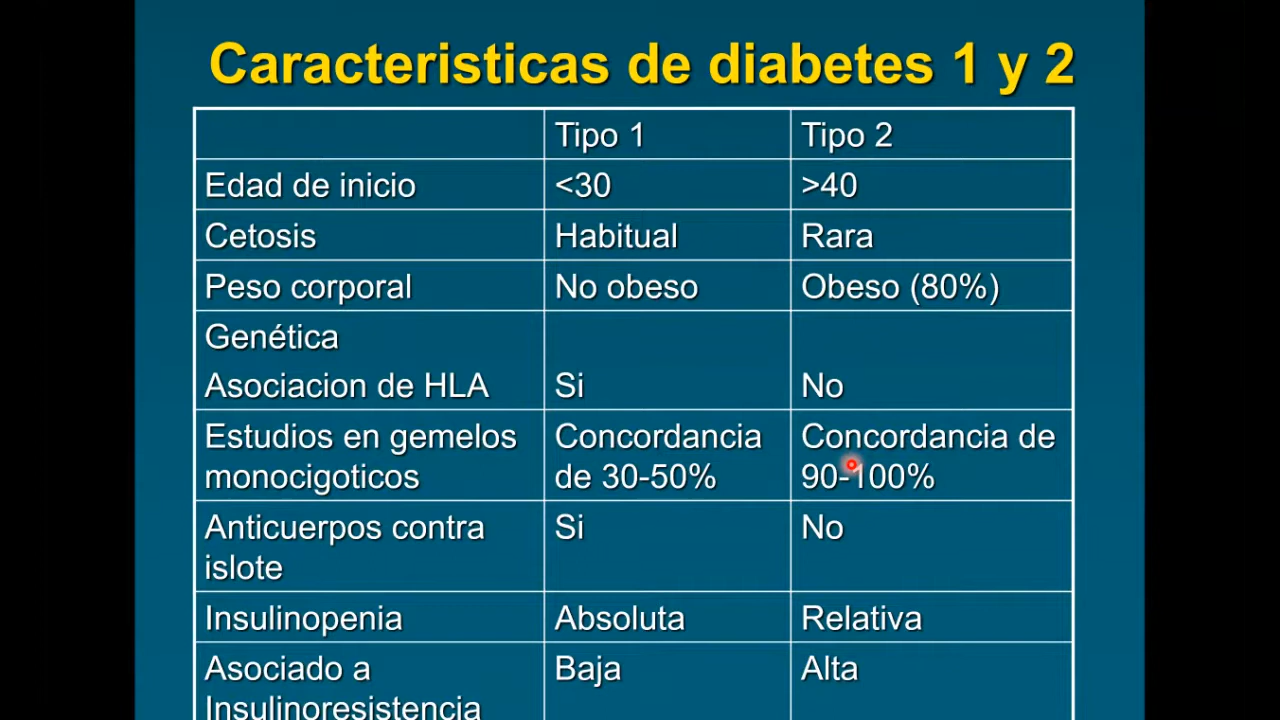 Caracteristicas de diabetes 1 y 2
Tipo 1 Tipo 2
Edad de inicio <30 >40
Cetosis Habitual Rara
Peso corporal No obeso Obeso (80%)
Genética
Asociacion de HLA Si No
Estudios en gemelos Concordancia Concordancia de
monocigoticos de 30-50% 90-100%
Anticuerpos contra Si No
islote
Insulinopenia Absoluta Relativa
Asociado a Baja Alta
Insulinoresistencia